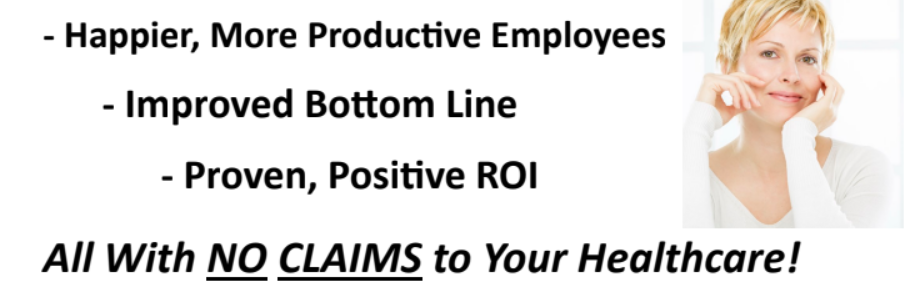 - Happier, More Productive Employees
- Improved Bottom Line
- Proven, Positive ROI
All With NO CLAIMS to Your Healthcare!